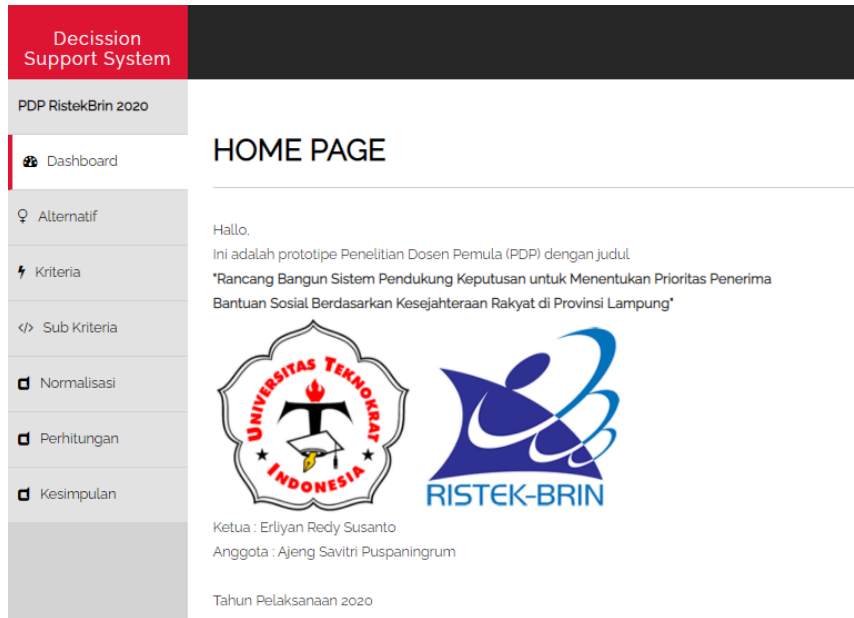 Decission
Support System
PDP RistekBrin 2020
Dashboard
Alternatif
Kriteria
Sub Kriteria
Normalisasi
Perhitungan
Kesimpulan
HOME PAGE
Hallo,
Ini adalah prototipe Penelitian Dosen Pemula (PDP) dengan judul
"Rancang Bangun Sistem Pendukung Keputusan untuk Menentukan Prioritas Penerima
Bantuan Sosial Berdasarkan Kesejahteraan Rakyat di Provinsi Lampung"
UNIVERSITAS TEKNOKRAT
INDONESIA
RISTEK-BRIN
Ketua : Erliyan Redy Susanto
Anggota : Ajeng Savitri Puspaningrum
Tahun Pelaksanaan 2020